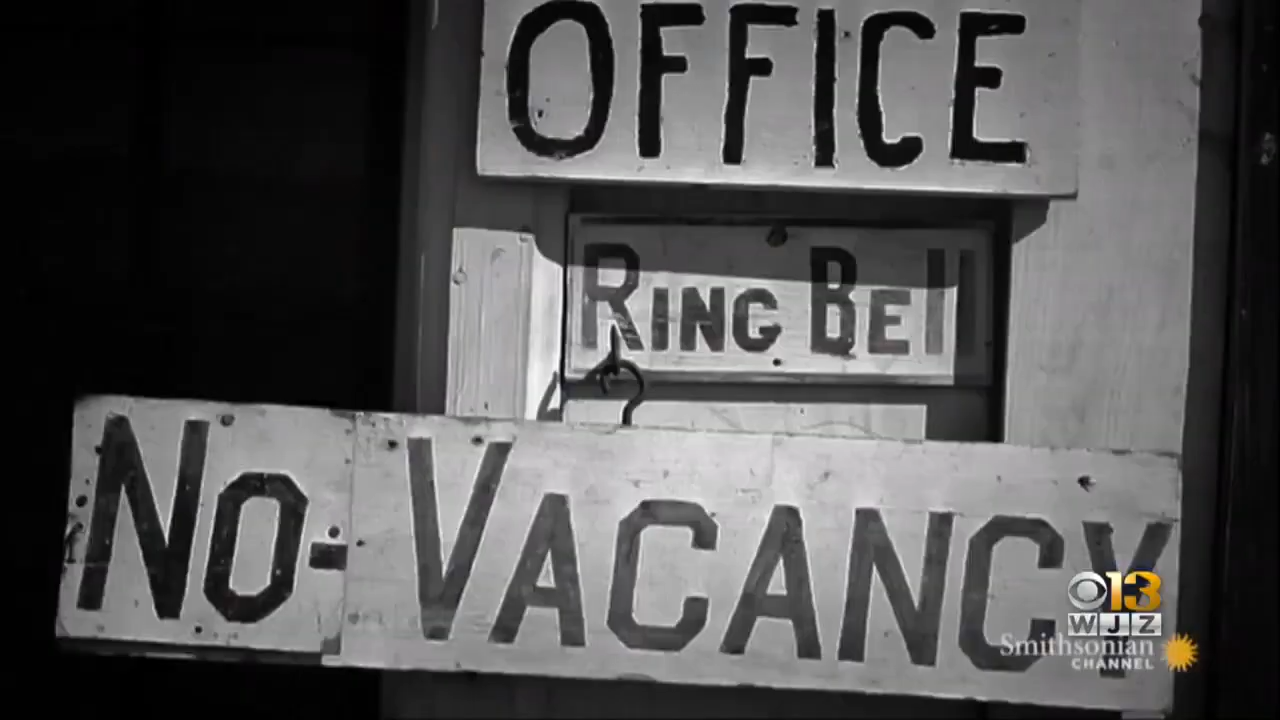 OFFICE
RING BEll
NO-VACANCY
13
WJZ
Smithsonian
CHANNEL